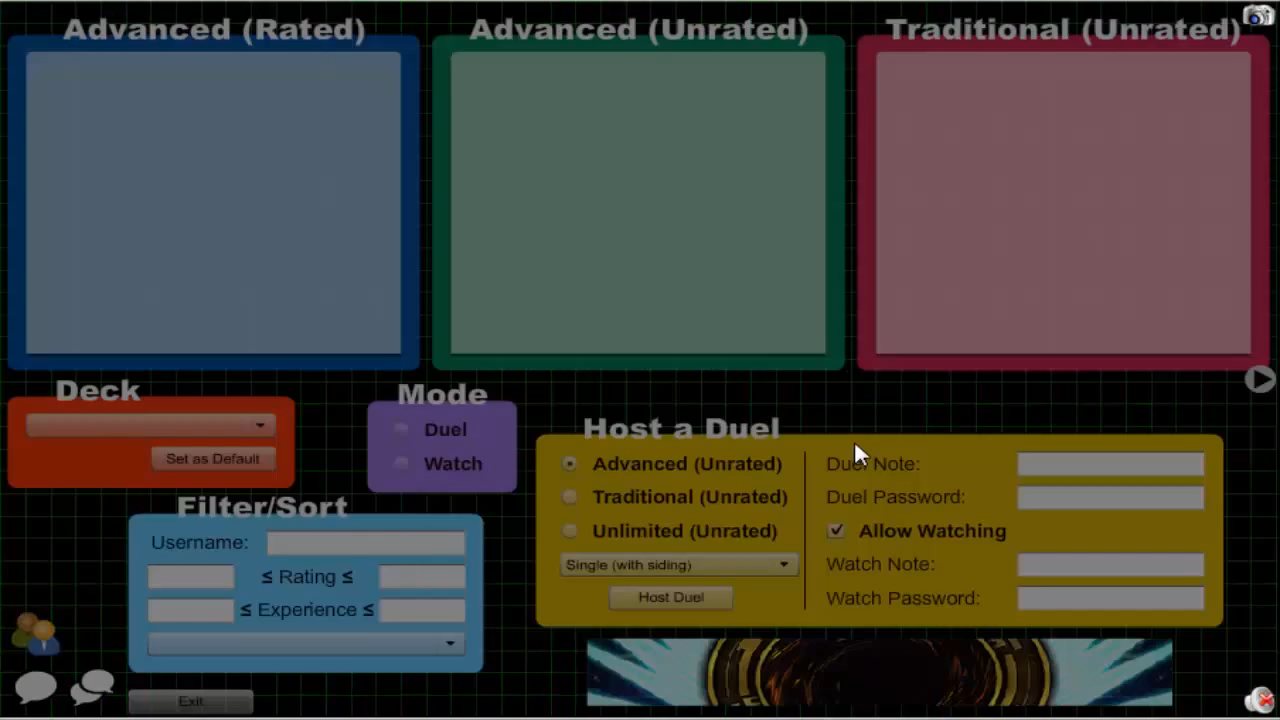 Advanced (Rated)
Advanced (Unrated)
Traditional (Unrated)
Deck
Set as Default
Mode
Duel
Watch
Filter/Sort
Username:
≤ Rating ≤
≤ Experience ≤
Exit
Host a Duel
Advanced (Unrated)
Traditional (Unrated)
Unlimited (Unrated)
Single (with siding)
Host Duel
Duel Note:
Duel Password:
Allow Watching
Watch Note:
Watch Password: